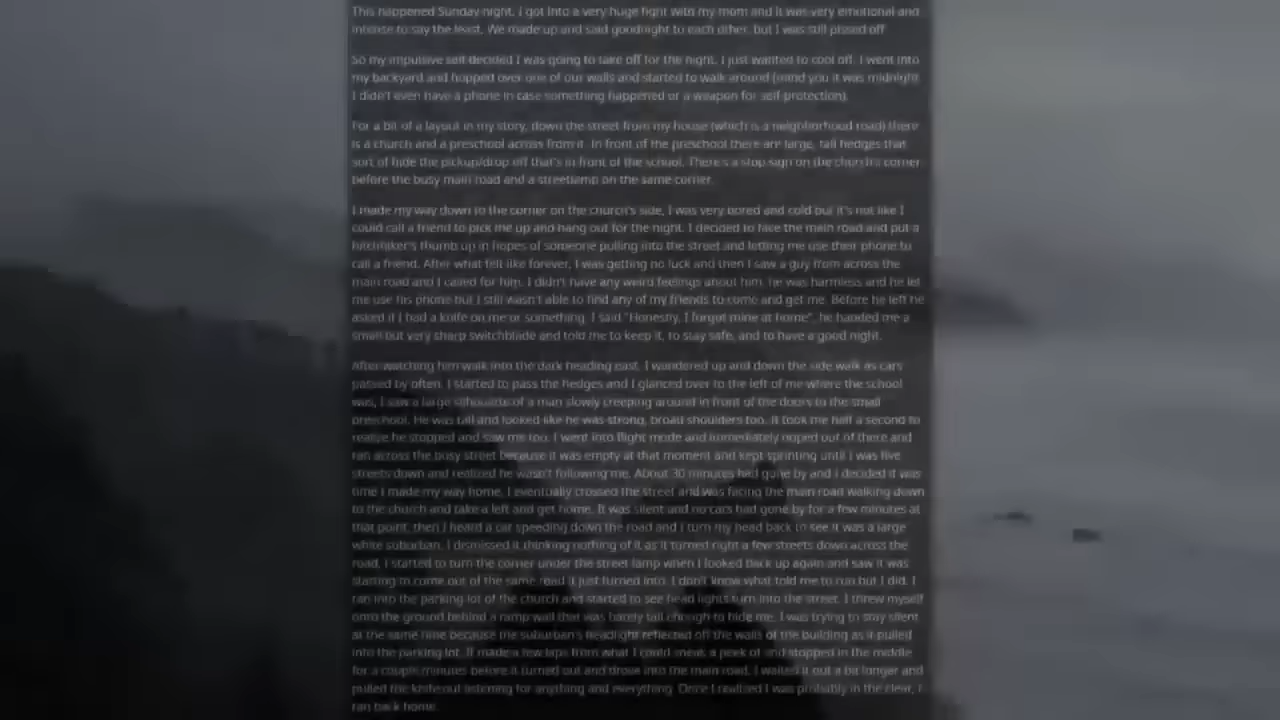 This happened Sunday night. I got into a very huge fight with my mom and it was very emotional and
intense to say the least. We made up and said goodnight to each other, but I was still pissed off
So my impulsive self decided I was going to take off for the night. I just wanted to cool off. I went into
my backyard and hopped over one of our walls and started to walk around (mind you it was midnight
I didn't even have a phone in case something happened or a weapon for self-protection).
For a bit of a layout in my story, down the street from my house (which is a neighborhood road) there
is a church and a preschool across from it. In front of the preschool there are large, tall hedges that
sort of hide the pickup/drop off that's in front of the school. There's a stop sign on the church's corner
before the busy main road and a streetlamp on the same corner.
I made my way down to the corner on the church's side, I was very bored and cold but it's not like I
could call a friend to pick me up and hang out for the night. I decided to face the main road and put a
hitchhiker's thumb up in hopes of someone pulling into the street and letting me use their phone to
call a friend. After what felt like forever, I was getting no luck and then I saw a guy from across the
main road and I called for him. I didn't have any weird feelings about him, he was harmless and he let
me use his phone but I still wasn't able to find any of my friends to come and get me. Before he left he
asked if I had a knife on me or something. I said "Honestly, I forgot mine at home", he handed me a
small but very sharp switchblade and told me to keep it, to stay safe, and to have a good night.
After watching him walk into the dark heading east, I wandered up and down the side walk as cars
passed by often. I started to pass the hedges and I glanced over to the left of me where the school
was, I saw a large silhouette of a man slowly creeping around in front of the doors to the small
preschool. He was tall and looked like he was strong, broad shoulders too. It took me half a second to
realize he stopped and saw me too. I went into flight mode and immediately noped out of there and
ran across the busy street because it was empty at that moment and kept sprinting until I was five
streets down and realized he wasn't following me. About 30 minutes had gone by and I decided it was
time I made my way home. I eventually crossed the street and was facing the main road walking down
to the church and take a left and get home. It was silent and no cars had gone by for a few minutes at
that point, then I heard a car speeding down the road and I turn my head back to see it was a large
white suburban. I dismissed it thinking nothing of it as it turned right a few streets down across the
road. I started to turn the corner under the street lamp when I looked back up again and saw it was
starting to come out of the same road it just turned into. I don't know what told me to run but I did. I
ran into the parking lot of the church and started to see head lights turn into the street. I threw myself
onto the ground behind a ramp wall that was barely tall enough to hide me. I was trying to stay silent
at the same time because the suburban's headlight reflected off the walls of the building as it pulled
into the parking lot. It made a few laps from what I could sneak a peek of and stopped in the middle
for a couple minutes before it turned out and drove into the main road. I waited it out a bit longer and
pulled the knife out listening for anything and everything. Once I realized I was probably in the clear, I
ran back home.